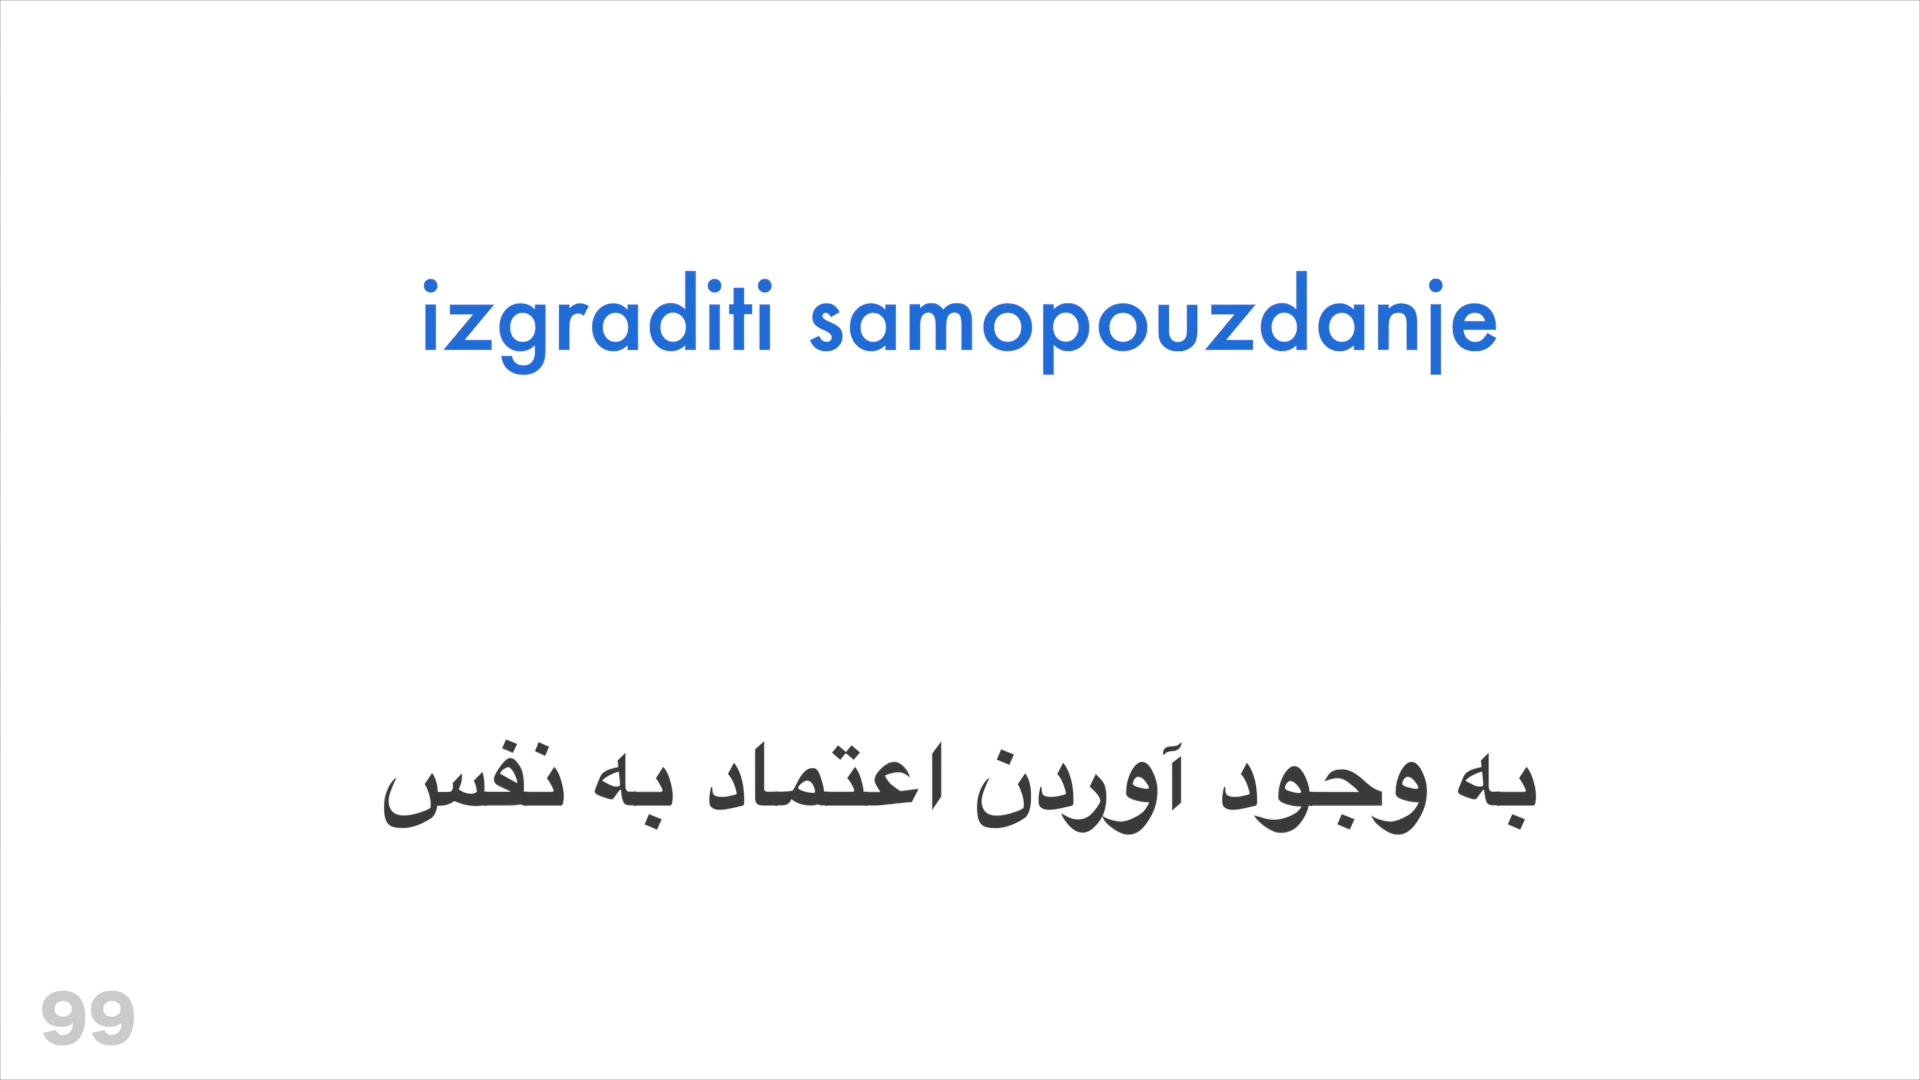 izgraditi samopouzdanje
به وجود آوردن اعتماد به نفس
99